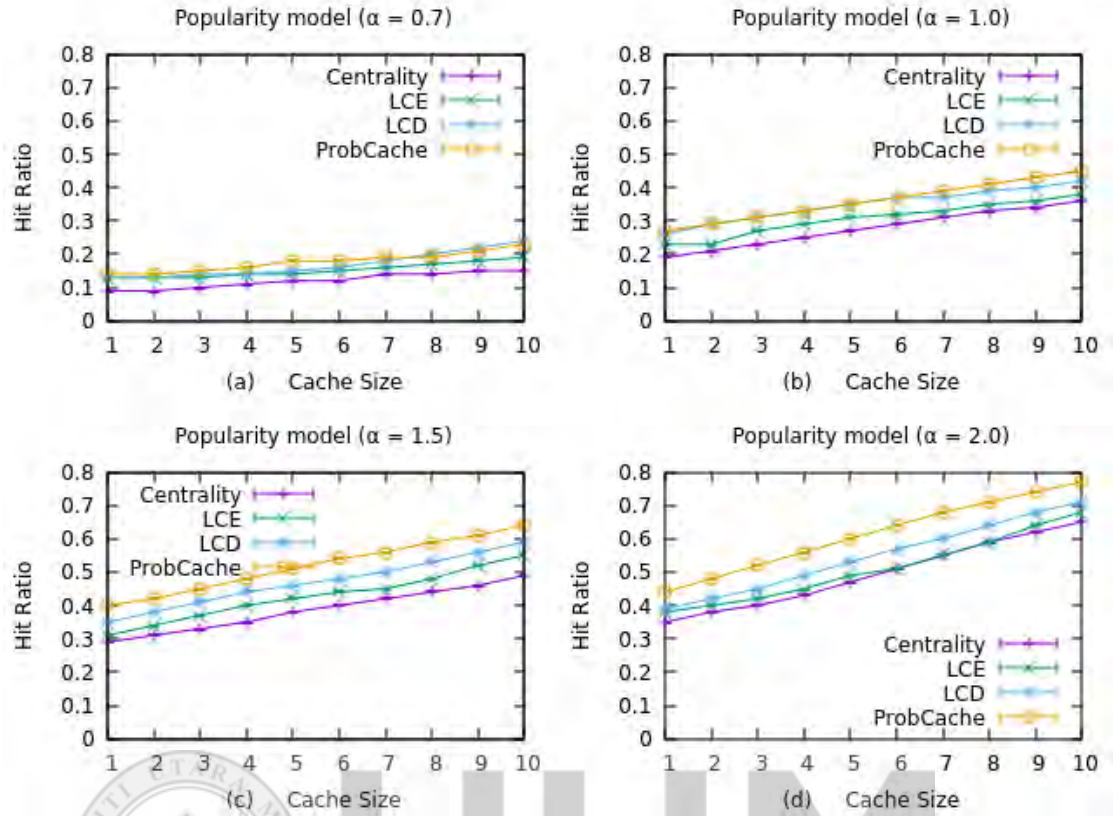 Popularity model (α = 0.7)
0.8
0.7
0.6
0.5
0.4
0.3
0.2
0.1
0
Hit Ratio
Centrality
LCE
LCD
ProbCache
1 2 3 4 5 6 7 8 9 10
(a) Cache Size
Popularity model (α = 1.0)
0.8
0.7
0.6
0.5
0.4
0.3
0.2
0.1
0
Hit Ratio
Centrality
LCE
LCD
ProbCache
1 2 3 4 5 6 7 8 9 10
(b) Cache Size
Popularity model (α = 1.5)
0.8
0.7
0.6
0.5
0.4
0.3
0.2
0.1
0
Hit Ratio
Centrality
LCE
LCD
ProbCache
1 2 3 4 5 6 7 8 9 10
(c) Cache Size
Popularity model (α = 2.0)
0.8
0.7
0.6
0.5
0.4
0.3
0.2
0.1
0
Hit Ratio
Centrality
LCE
LCD
ProbCache
1 2 3 4 5 6 7 8 9 10
(d) Cache Size
UTARA